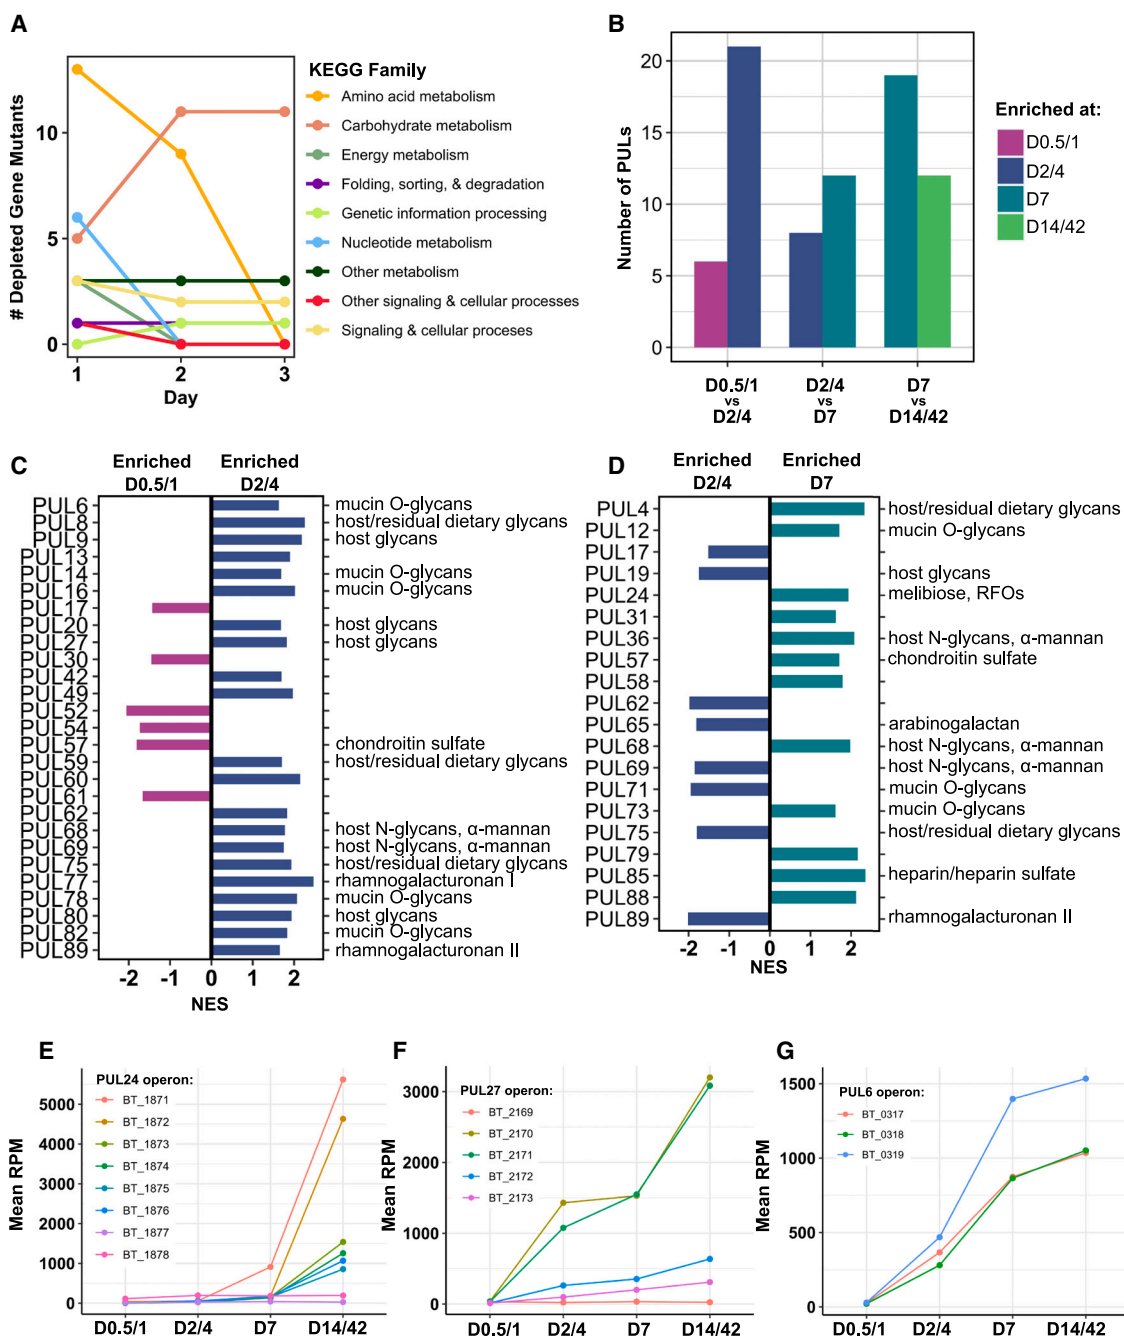 A
# Depleted Gene Mutants
10
5
0
1
2
3
Day
KEGG Family
Amino acid metabolism
Carbohydrate metabolism
Energy metabolism
Folding, sorting, & degradation
Genetic information processing
Nucleotide metabolism
Other metabolism
Other signaling & cellular processes
Signaling & cellular proceses
B
Number of PULs
20
15
10
5
0
D0.5/1
vs
D2/4
D2/4
vs
D7
D7
vs
D14/42
Enriched at:
D0.5/1
D2/4
D7
D14/42
C
Enriched
D0.5/1
Enriched
D2/4
PUL6 mucin O-glycans
PUL8 host/residual dietary glycans
PUL9 host glycans
PUL13
PUL14 mucin O-glycans
PUL16 mucin O-glycans
PUL17
PUL20 host glycans
PUL27 host glycans
PUL30
PUL42
PUL49
PUL52
PUL54
PUL57 chondroitin sulfate
PUL59 host/residual dietary glycans
PUL60
PUL61
PUL62
PUL68 host N-glycans, α-mannan
PUL69 host N-glycans, α-mannan
PUL75 host/residual dietary glycans
PUL77 rhamnogalacturonan I
PUL78 mucin O-glycans
PUL80 host glycans
PUL82 mucin O-glycans
PUL89 rhamnogalacturonan II
-2 -1 0 1 2
NES
D
Enriched
D2/4
Enriched
D7
PUL4 host/residual dietary glycans
PUL12 mucin O-glycans
PUL17
PUL19 host glycans
PUL24 melibiose, RFOs
PUL31
PUL36 host N-glycans, α-mannan
PUL57 chondroitin sulfate
PUL58
PUL62
PUL65 arabinogalactan
PUL68 host N-glycans, α-mannan
PUL69 host N-glycans, α-mannan
PUL71 mucin O-glycans
PUL73 mucin O-glycans
PUL75 host/residual dietary glycans
PUL79
PUL85 heparin/heparin sulfate
PUL88
PUL89 rhamnogalacturonan II
-2 -1 0 1 2
NES
E
Mean RPM
5000
4000
3000
2000
1000
0
PUL24 operon:
BT_1871
BT_1872
BT_1873
BT_1874
BT_1875
BT_1876
BT_1877
BT_1878
D0.5/1 D2/4 D7 D14/42
F
Mean RPM
3000
2000
1000
0
PUL27 operon:
BT_2169
BT_2170
BT_2171
BT_2172
BT_2173
D0.5/1 D2/4 D7 D14/42
G
Mean RPM
1500
1000
500
0
PUL6 operon:
BT_0317
BT_0318
BT_0319
D0.5/1 D2/4 D7 D14/42